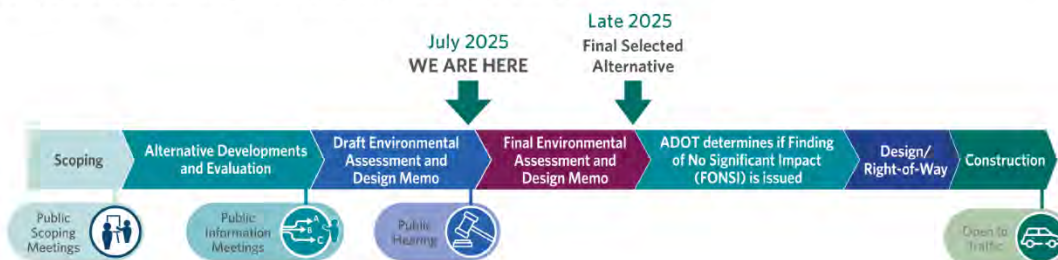 July 2025
WE ARE HERE
Late 2025
Final Selected
Alternative
Scoping
Alternative Developments
and Evaluation
Draft Environmental
Assessment and
Design Memo
Final Environmental
Assessment and
Design Memo
ADOT determines if Finding
of No Significant Impact
(FONSI) is issued
Design/
Right-of-Way
Construction
Public
Scoping
Meetings
Public
Information
Meetings
A
B
C
Public
Hearing
Open to
Traffic